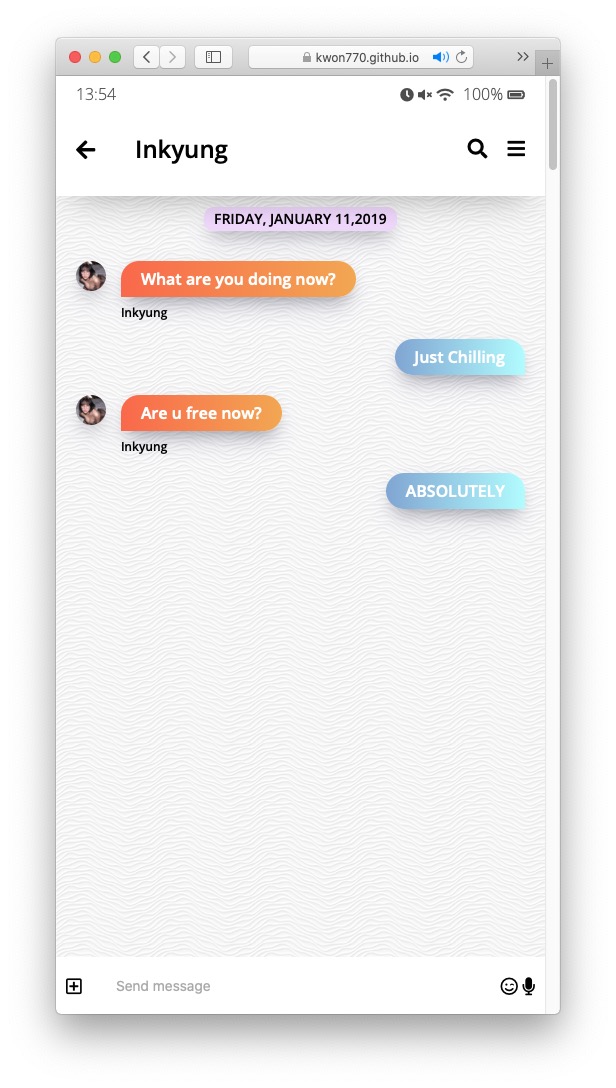 kwon770.github.io
13:54
100%
Inkyung
FRIDAY, JANUARY 11,2019
What are you doing now?
Inkyung
Just Chilling
Are u free now?
Inkyung
ABSOLUTELY
Send message